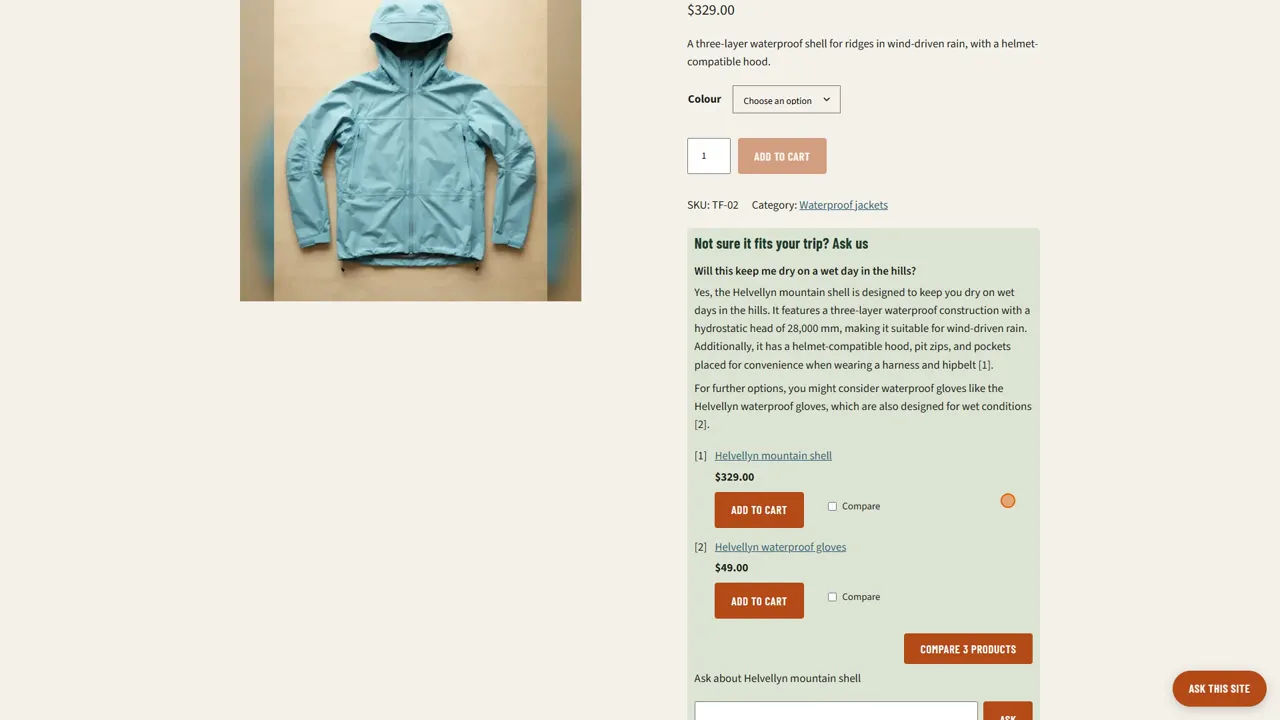 $329.00
A three-layer waterproof shell for ridges in wind-driven rain, with a helmet-
compatible hood.
Colour
Choose an option
1
ADD TO CART
SKU: TF-02 Category: Waterproof jackets
Not sure it fits your trip? Ask us
Will this keep me dry on a wet day in the hills?
Yes, the Helvellyn mountain shell is designed to keep you dry on wet
days in the hills. It features a three-layer waterproof construction with a
hydrostatic head of 28,000 mm, making it suitable for wind-driven rain.
Additionally, it has a helmet-compatible hood, pit zips, and pockets
placed for convenience when wearing a harness and hipbelt [1].
For further options, you might consider waterproof gloves like the
Helvellyn waterproof gloves, which are also designed for wet conditions
[2].
[1] Helvellyn mountain shell
$329.00
ADD TO CART
Compare
[2] Helvellyn waterproof gloves
$49.00
ADD TO CART
Compare
COMPARE 3 PRODUCTS
Ask about Helvellyn mountain shell
ASK
ASK THIS SITE